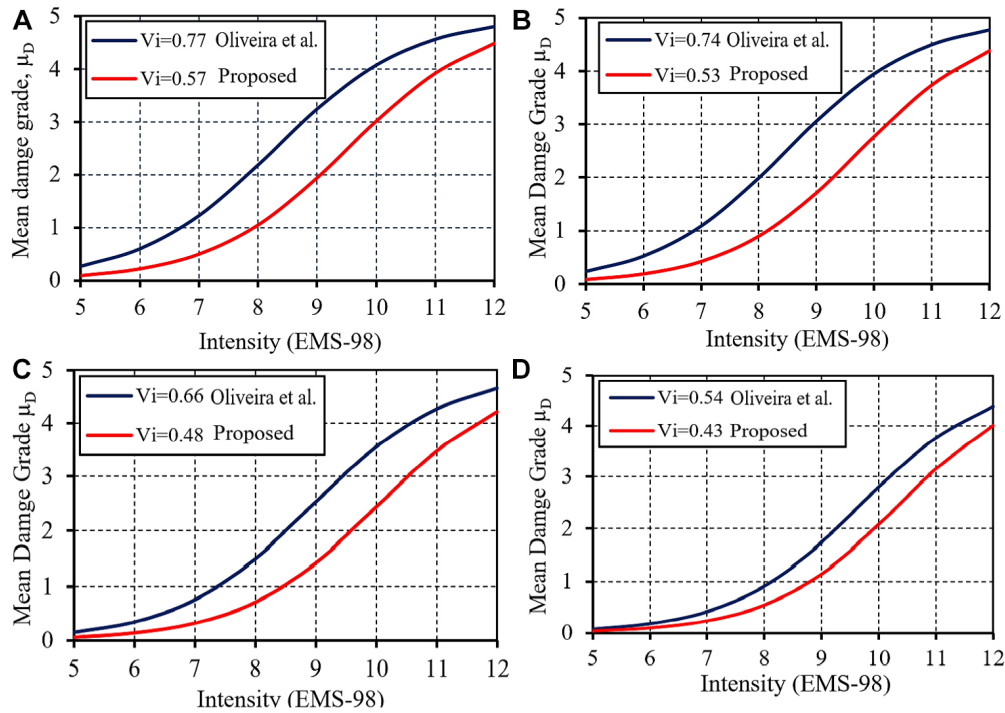 A
Vi=0.77 Oliveira et al.
Vi=0.57 Proposed
Mean damge grade, μD
5
4
3
2
1
0
5 6 7 8 9 10 11 12
Intensity (EMS-98)
B
Vi=0.74 Oliveira et al.
Vi=0.53 Proposed
Mean Damge Grade μD
5
4
3
2
1
0
5 6 7 8 9 10 11 12
Intensity (EMS-98)
C
Vi=0.66 Oliveira et al.
Vi=0.48 Proposed
Mean Damge Grade μD
5
4
3
2
1
0
5 6 7 8 9 10 11 12
Intensity (EMS-98)
D
Vi=0.54 Oliveira et al.
Vi=0.43 Proposed
Mean Damge Grade μD
5
4
3
2
1
0
5 6 7 8 9 10 11 12
Intensity (EMS-98)